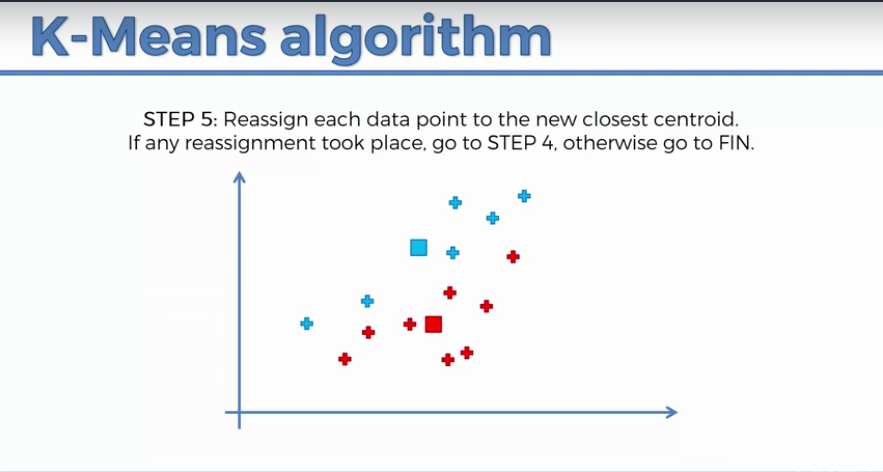 K-Means algorithm
STEP 5: Reassign each data point to the new closest centroid.
If any reassignment took place, go to STEP 4, otherwise go to FIN.